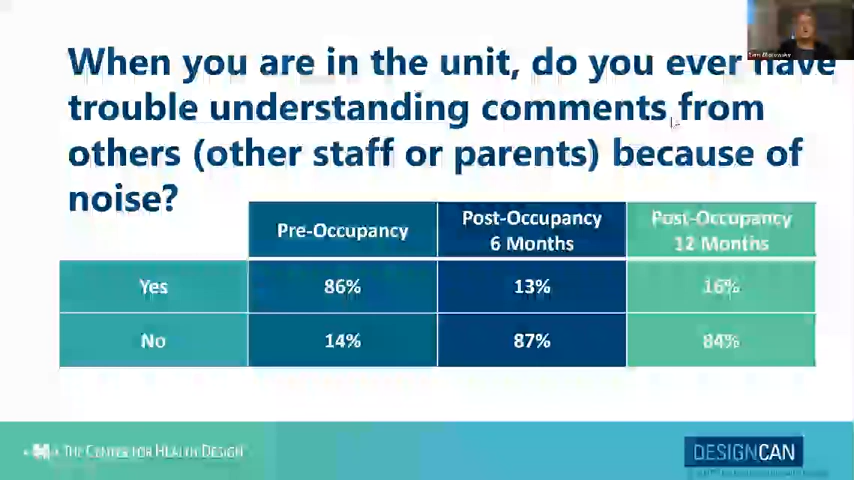 When you are in the unit, do you ever have
trouble understanding comments from
others (other staff or parents) because of
noise?
Pre-Occupancy
Post-Occupancy
6 Months
Post-Occupancy
12 Months
Yes 86% 13% 16%
No 14% 87% 84%
THE CENTER FOR HEALTH DESIGN
DESIGNCAN